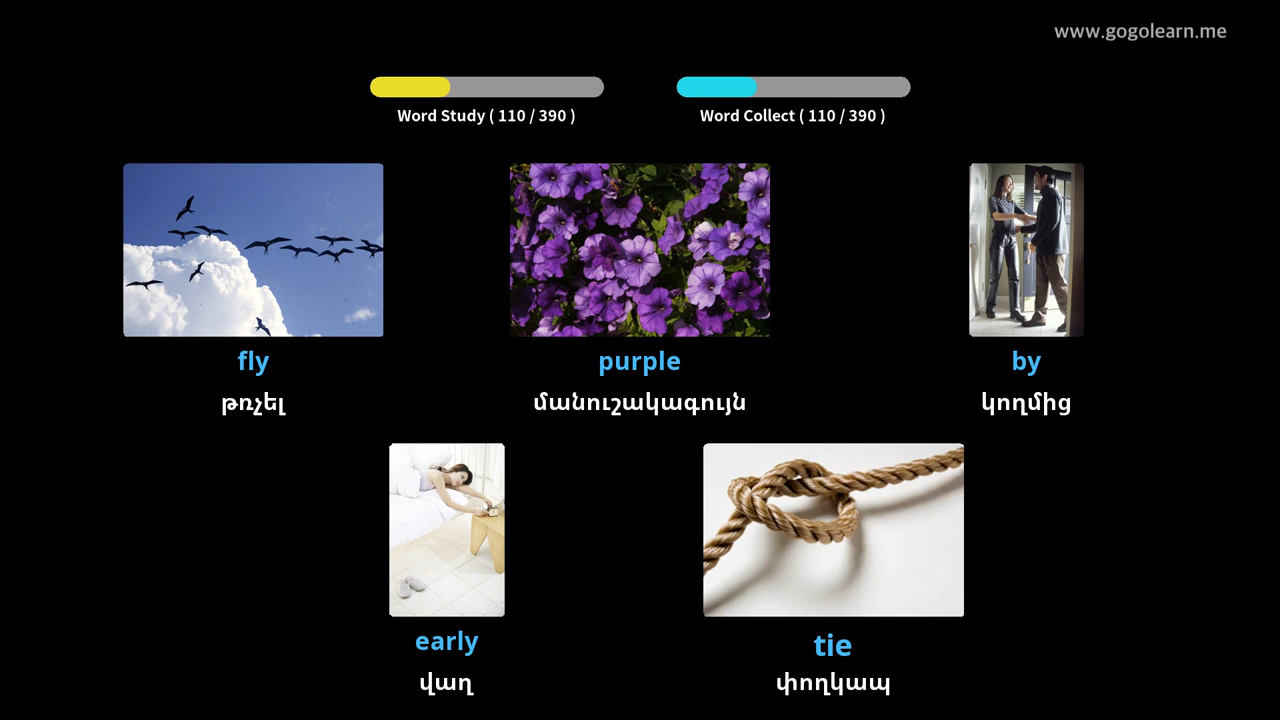 www.gogolearn.me
Word Study ( 110 / 390 )
Word Collect ( 110 / 390 )
fly
purple
by
թռչել
մանուշակագույն
կողմից
early
tie
վաղ
փողկապ